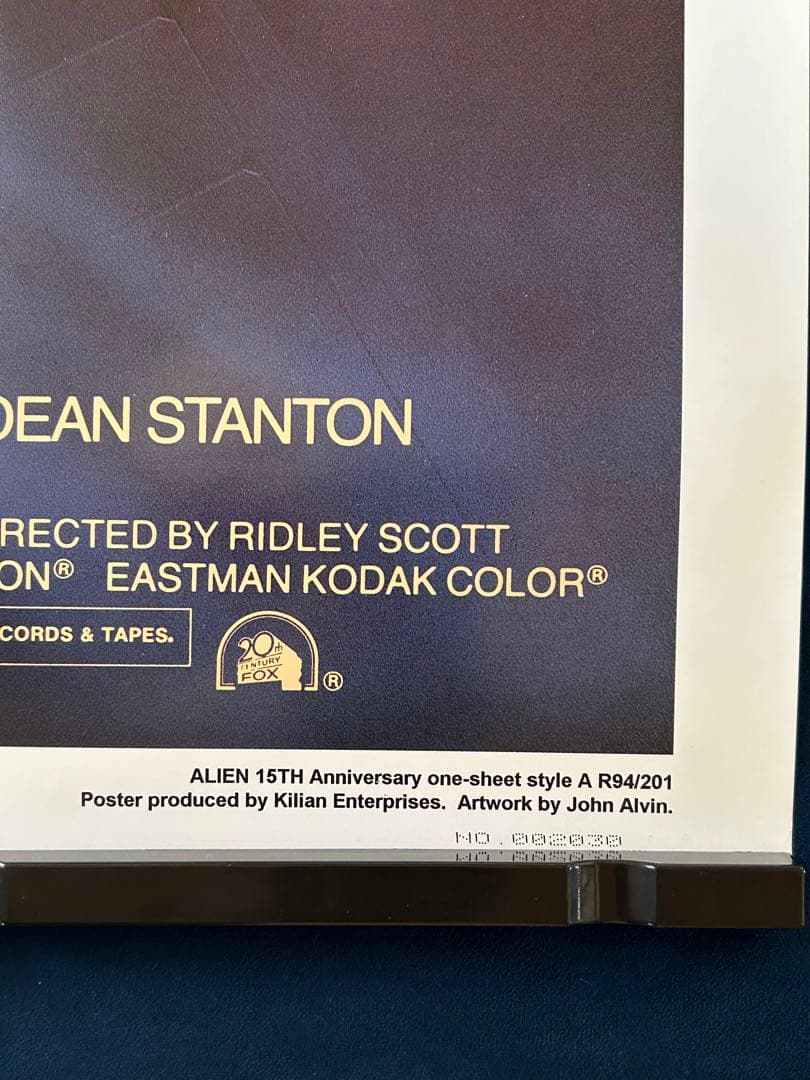 DEAN STANTON
RECTED BY RIDLEY SCOTT
ON® EASTMAN KODAK COLOR®
CORDS & TAPES.
20th
CENTURY
FOX ®
ALIEN 15TH Anniversary one-sheet style A R94/201
Poster produced by Kilian Enterprises. Artwork by John Alvin.
NO.002030